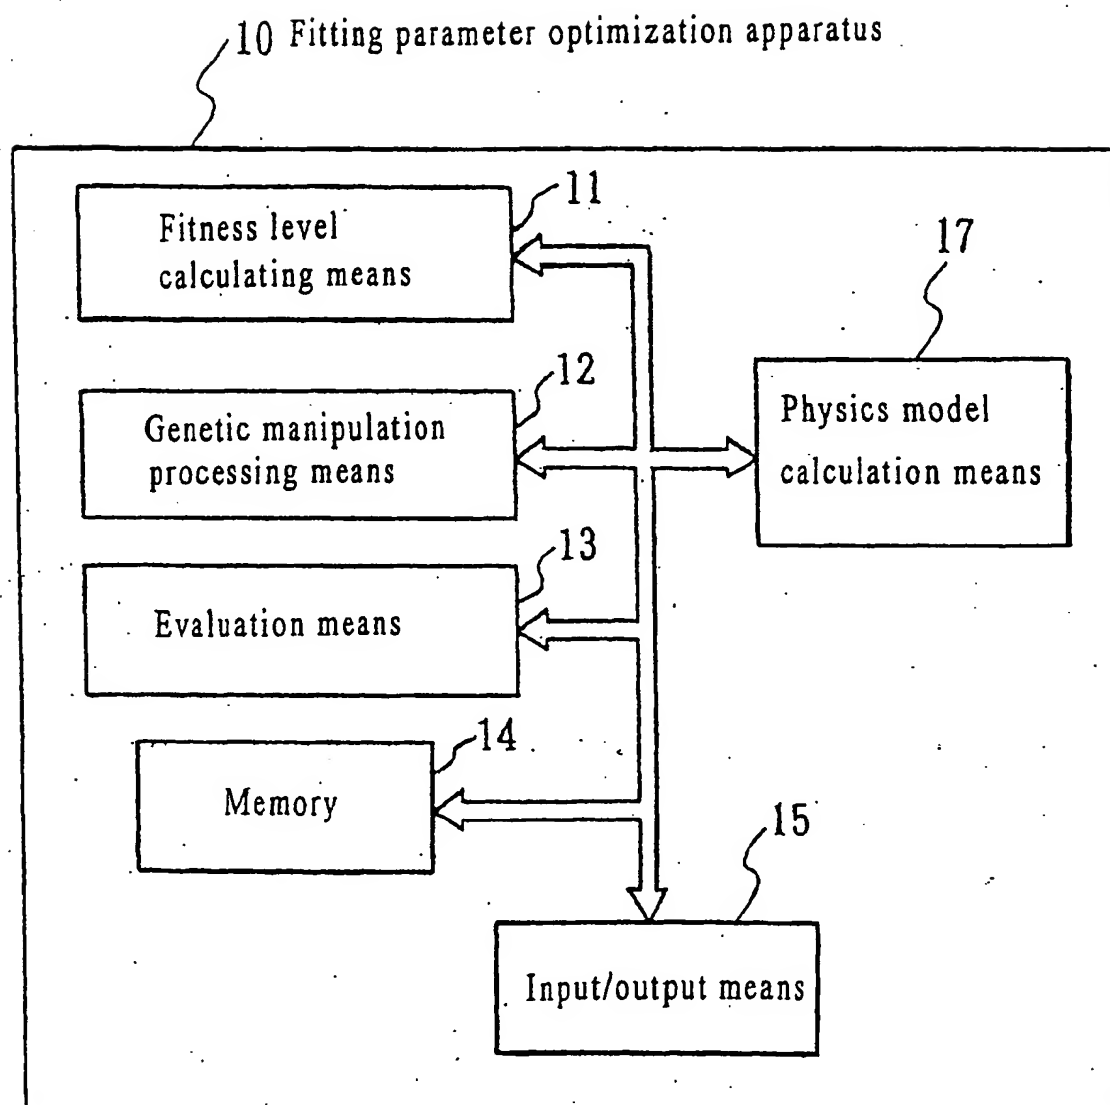 10 Fitting parameter optimization apparatus
11
Fitness level
calculating means
17
12
Genetic manipulation
processing means
Physics model
calculation means
13
Evaluation means
14
Memory
15
Input/output means